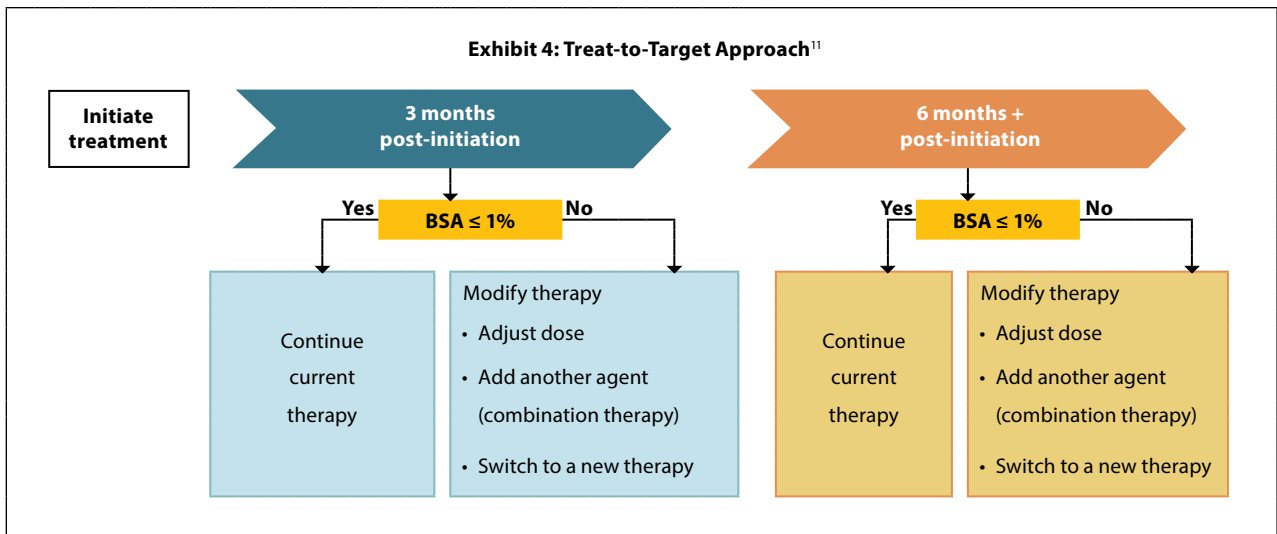 Exhibit 4: Treat-to-Target Approach¹¹
Initiate
treatment
3 months
post-initiation
6 months +
post-initiation
Yes
BSA ≤ 1%
No
Yes
BSA ≤ 1%
No
Continue
current
therapy
Modify therapy
• Adjust dose
• Add another agent
(combination therapy)
• Switch to a new therapy
Continue
current
therapy
Modify therapy
• Adjust dose
• Add another agent
(combination therapy)
• Switch to a new therapy